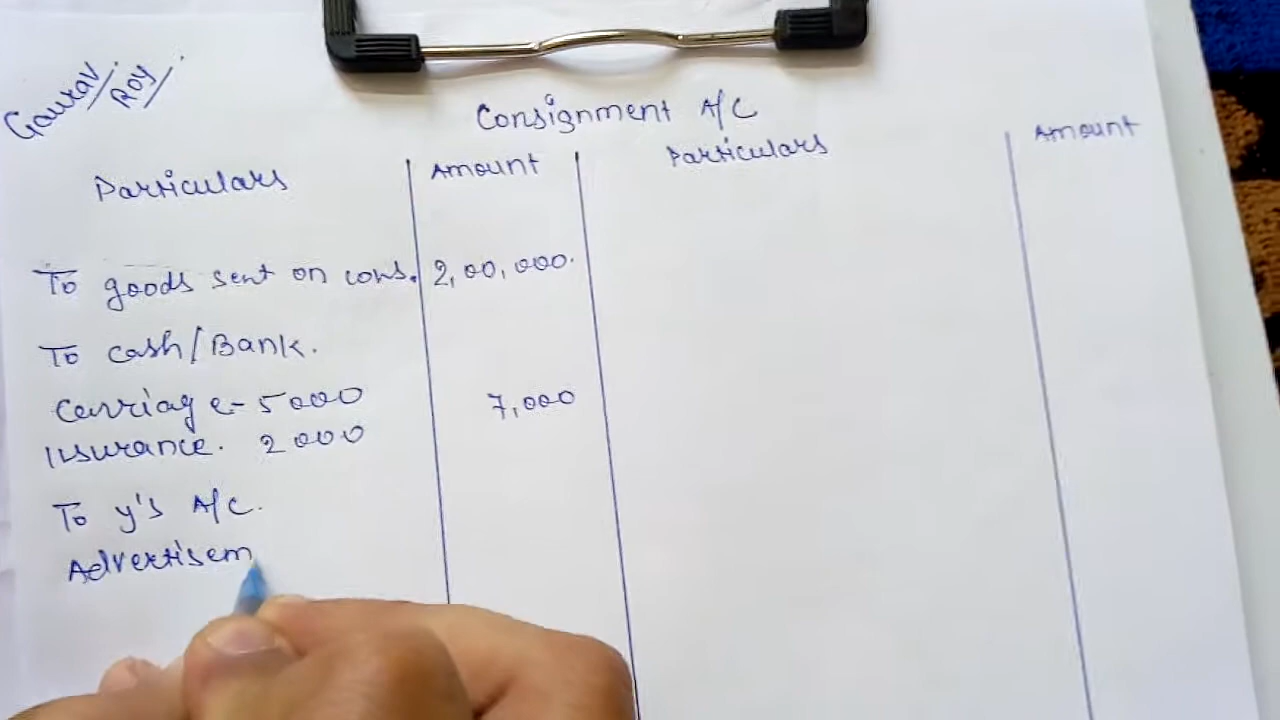 Gaurav
Roy
Consignment A/C
Particulars Amount Particulars Amount
To goods sent on cons. 2,00,000.
To cash/Bank.
Carriage - 5000 7,000
Insurance. 2000
To y's A/c.
Advertisem